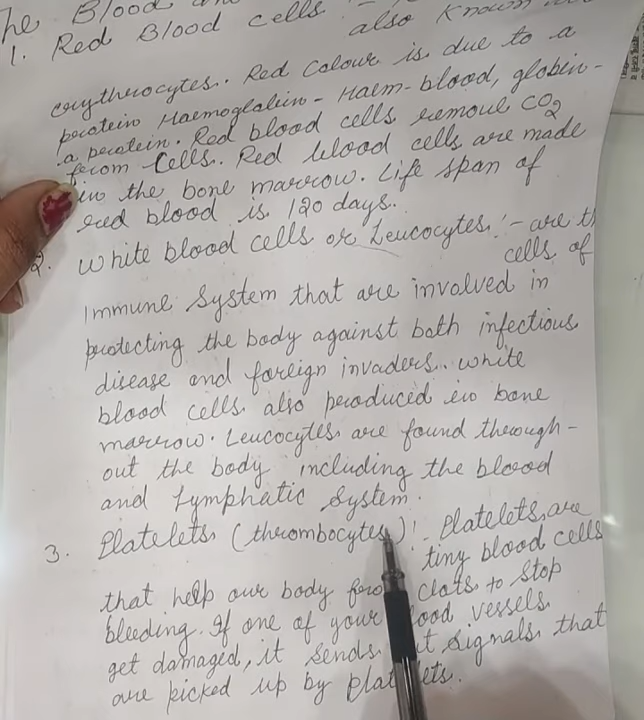 The Blood
1. Red Blood cells also known
erythrocytes. Red Colour is due to a
protein Haemoglobin - Haem-blood, globin-
a protein. Red blood cells remove CO2
from Cells. Red blood cells are made
in the bone marrow. Life span of
red blood is 120 days.
2. White blood cells or Leucocytes :- are th
cells of
Immune System that are involved in
protecting the body against both infectious
disease and foreign invaders. white
blood cells also produced in bone
marrow. Leucocytes are found through-
out the body including the blood
and Lymphatic System.
3. Platelets (thrombocytes) :- Platelets are
tiny blood cells
that help our body fro Clots to Stop
bleeding. If one of your lood vessels
get damaged, it sends t signals that
are picked up by plat lets.